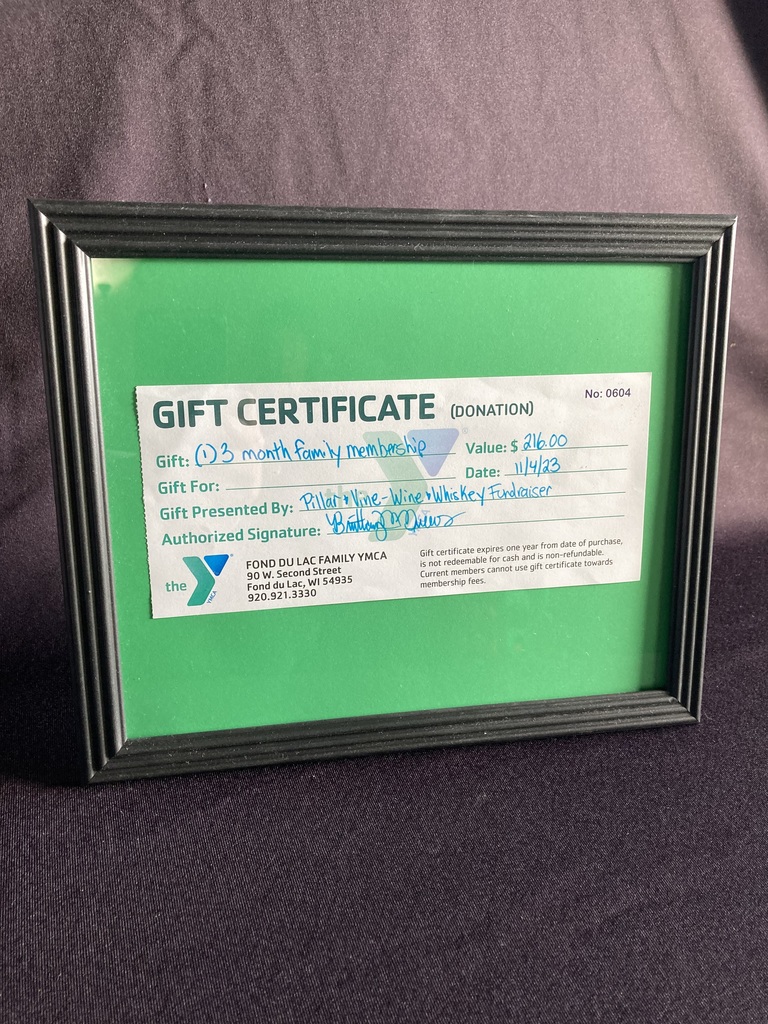 GIFT CERTIFICATE (DONATION)
No: 0604
Gift: (1) 3 month family membership
Value: $ 216.00
Gift For:
Date: 11/4/23
Gift Presented By: Pillar & Vine - Wine & Whiskey Fundraiser
Authorized Signature:
the
YMCA
FOND DU LAC FAMILY YMCA
90 W. Second Street
Fond du Lac, WI 54935
920.921.3330
Gift certificate expires one year from date of purchase,
is not redeemable for cash and is non-refundable.
Current members cannot use gift certificate towards
membership fees.